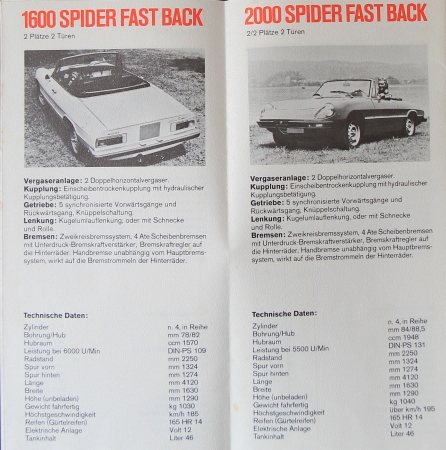 1600 SPIDER FAST BACK
2 Plätze 2 Türen
Vergaseranlage: 2 Doppelhorizontalvergaser.
Kupplung: Einscheibentrockenkupplung mit hydraulischer
Kupplungsbetätigung.
Getriebe: 5 synchronisierte Vorwärtsgänge und
Rückwärtsgang, Knüppelschaltung.
Lenkung: Kugelumlauflenkung, oder mit Schnecke
und Rolle.
Bremsen: Zweikreisbremssystem, 4 Ate Scheibenbremsen
mit Unterdruck-Bremskraftverstärker, Bremskraftregler auf
die Hinterräder. Handbremse unabhängig vom Hauptbrems-
system, wirkt auf die Bremstrommeln der Hinterräder.
Technische Daten:
Zylinder n. 4, in Reihe
Bohrung/Hub mm 78/82
Hubraum ccm 1570
Leistung bei 6000 U/Min DIN-PS 109
Radstand mm 2250
Spur vorn mm 1324
Spur hinten mm 1274
Länge mm 4120
Breite mm 1630
Höhe (unbeladen) mm 1290
Gewicht fahrfertig kg 1030
Höchstgeschwindigkeit km/h 185
Reifen (Gürtelreifen) 165 HR 14
Elektrische Anlage Volt 12
Tankinhalt Liter 46
2000 SPIDER FAST BACK
2/2 Plätze 2 Türen
Vergaseranlage: 2 Doppelhorizontalvergaser.
Kupplung: Einscheibentrockenkupplung mit hydraulischer
Kupplungsbetätigung.
Getriebe: 5 synchronisierte Vorwärtsgänge und
Rückwärtsgang, Knüppelschaltung.
Lenkung: Kugelumlauflenkung, oder mit Schnecke
und Rolle.
Bremsen: Zweikreisbremssystem, 4 Ate Scheibenbremsen
mit Unterdruck-Bremskraftverstärker, Bremskraftregler auf
die Hinterräder. Handbremse unabhängig vom Hauptbrems-
system, wirkt auf die Bremstrommeln der Hinterräder.
Technische Daten:
Zylinder n. 4, in Reihe
Bohrung/Hub mm 84/88,5
Hubraum ccm 1948
Leistung bei 5500 U/Min DIN-PS 131
Radstand mm 2250
Spur vorn mm 1324
Spur hinten mm 1274
Länge mm 4120
Breite mm 1630
Höhe (unbeladen) mm 1290
Gewicht fahrfertig kg 1040
Höchstgeschwindigkeit über km/h 195
Reifen (Gürtelreifen) 165 HR 14
Elektrische Anlage Volt 12
Tankinhalt Liter 46